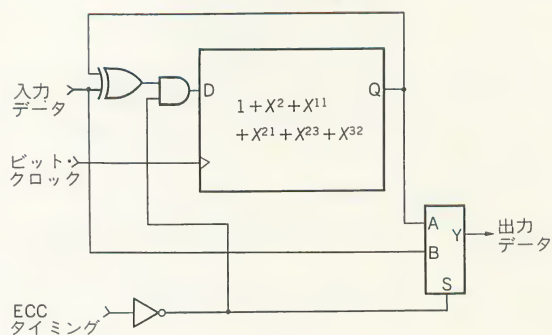 入力
データ
D
1+X²+X¹¹
+X²¹+X²³+X³²
Q
ビット・
クロック
A
Y
B
S
出力
データ
ECC
タイミング